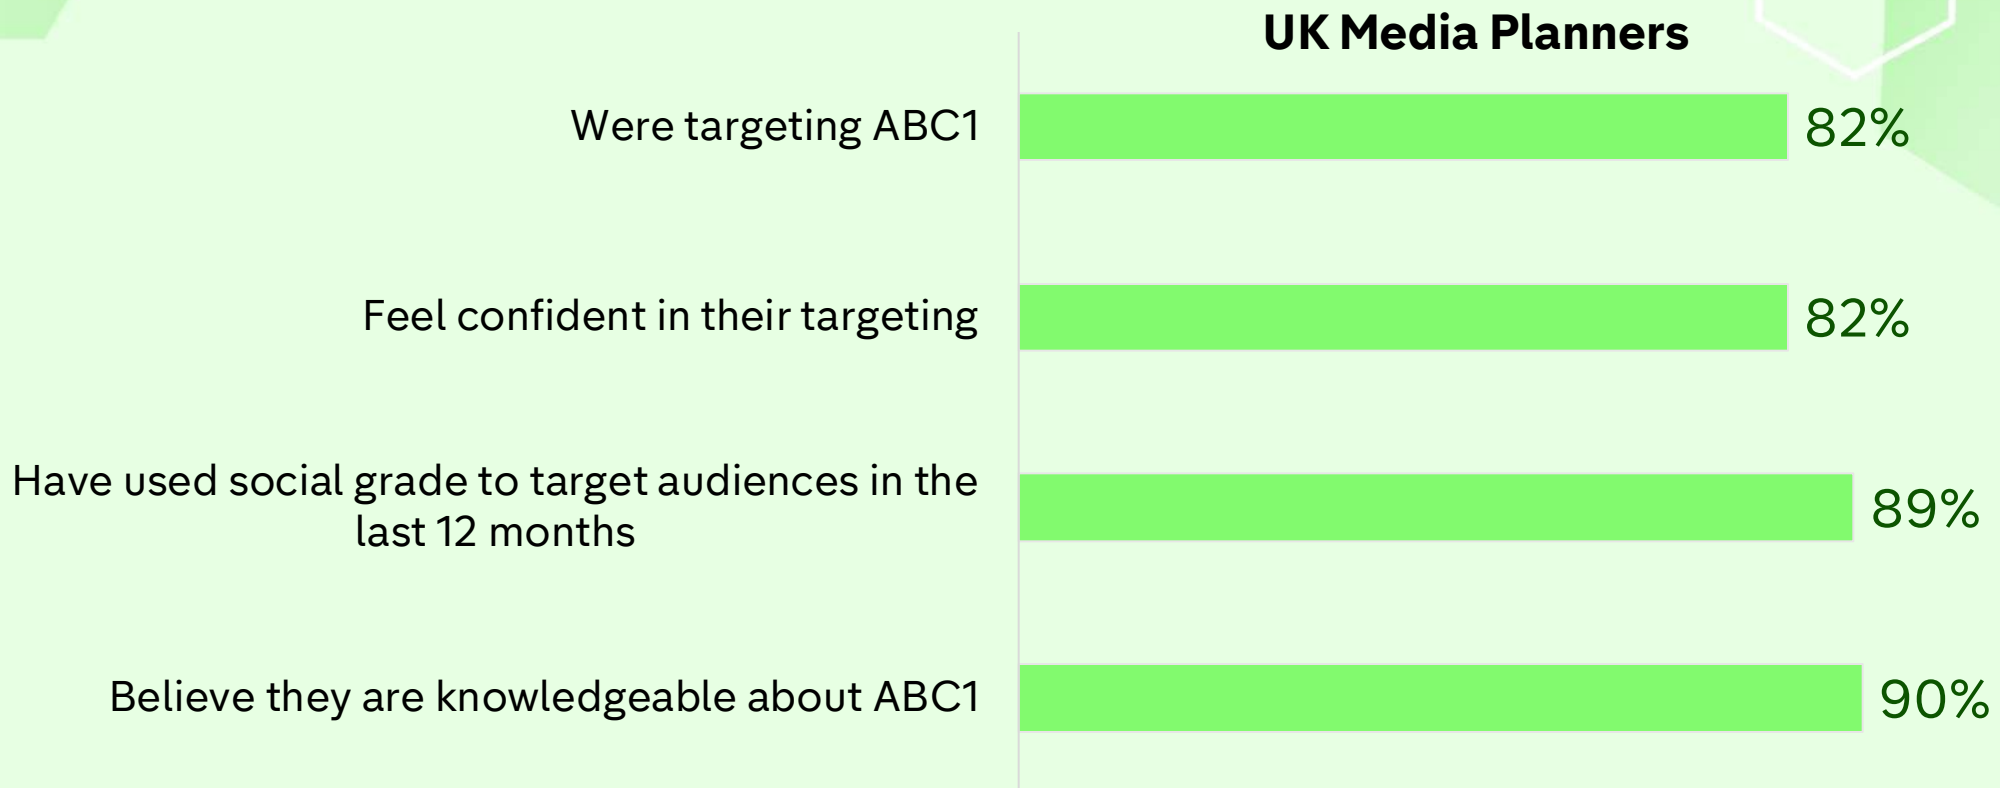 UK Media Planners
Were targeting ABC1
82%
Feel confident in their targeting
82%
Have used social grade to target audiences in the
last 12 months
89%
Believe they are knowledgeable about ABC1
90%